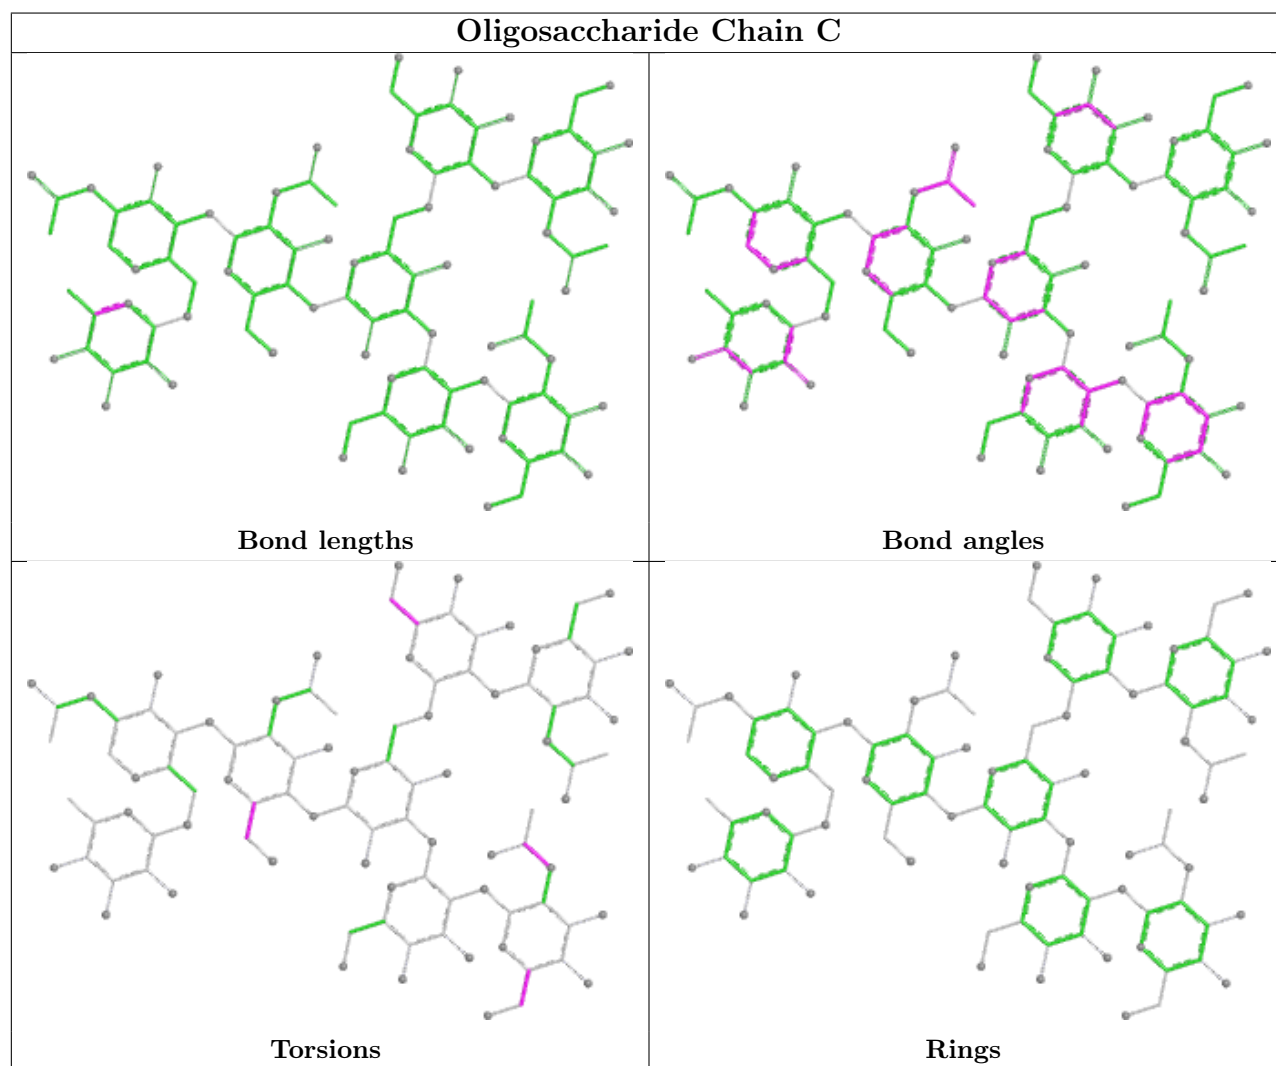 Oligosaccharide Chain C
Bond lengths
Bond angles
Torsions
Rings